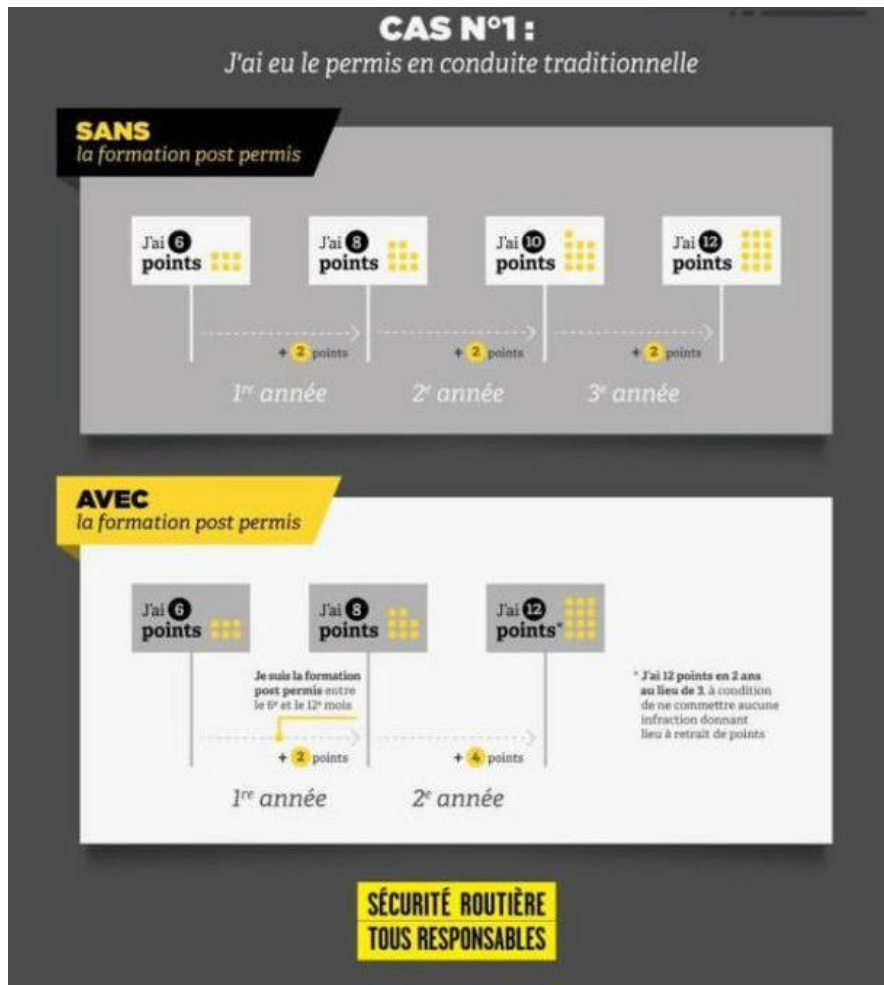 CAS N°1 :
J'ai eu le permis en conduite traditionnelle
SANS
la formation post permis
J'ai 6
points
J'ai 8
points
J'ai 10
points
J'ai 12
points
+ 2 points
+ 2 points
+ 2 points
1re année
2e année
3e année
AVEC
la formation post permis
J'ai 6
points
J'ai 8
points
J'ai 12
points*
Je suis la formation
post permis entre
le 6e et le 12e mois
* J'ai 12 points en 2 ans
au lieu de 3, à condition
de ne commettre aucune
infraction donnant
lieu à retrait de points
+ 2 points
+ 4 points
1re année
2e année
SÉCURITÉ ROUTIÈRE
TOUS RESPONSABLES